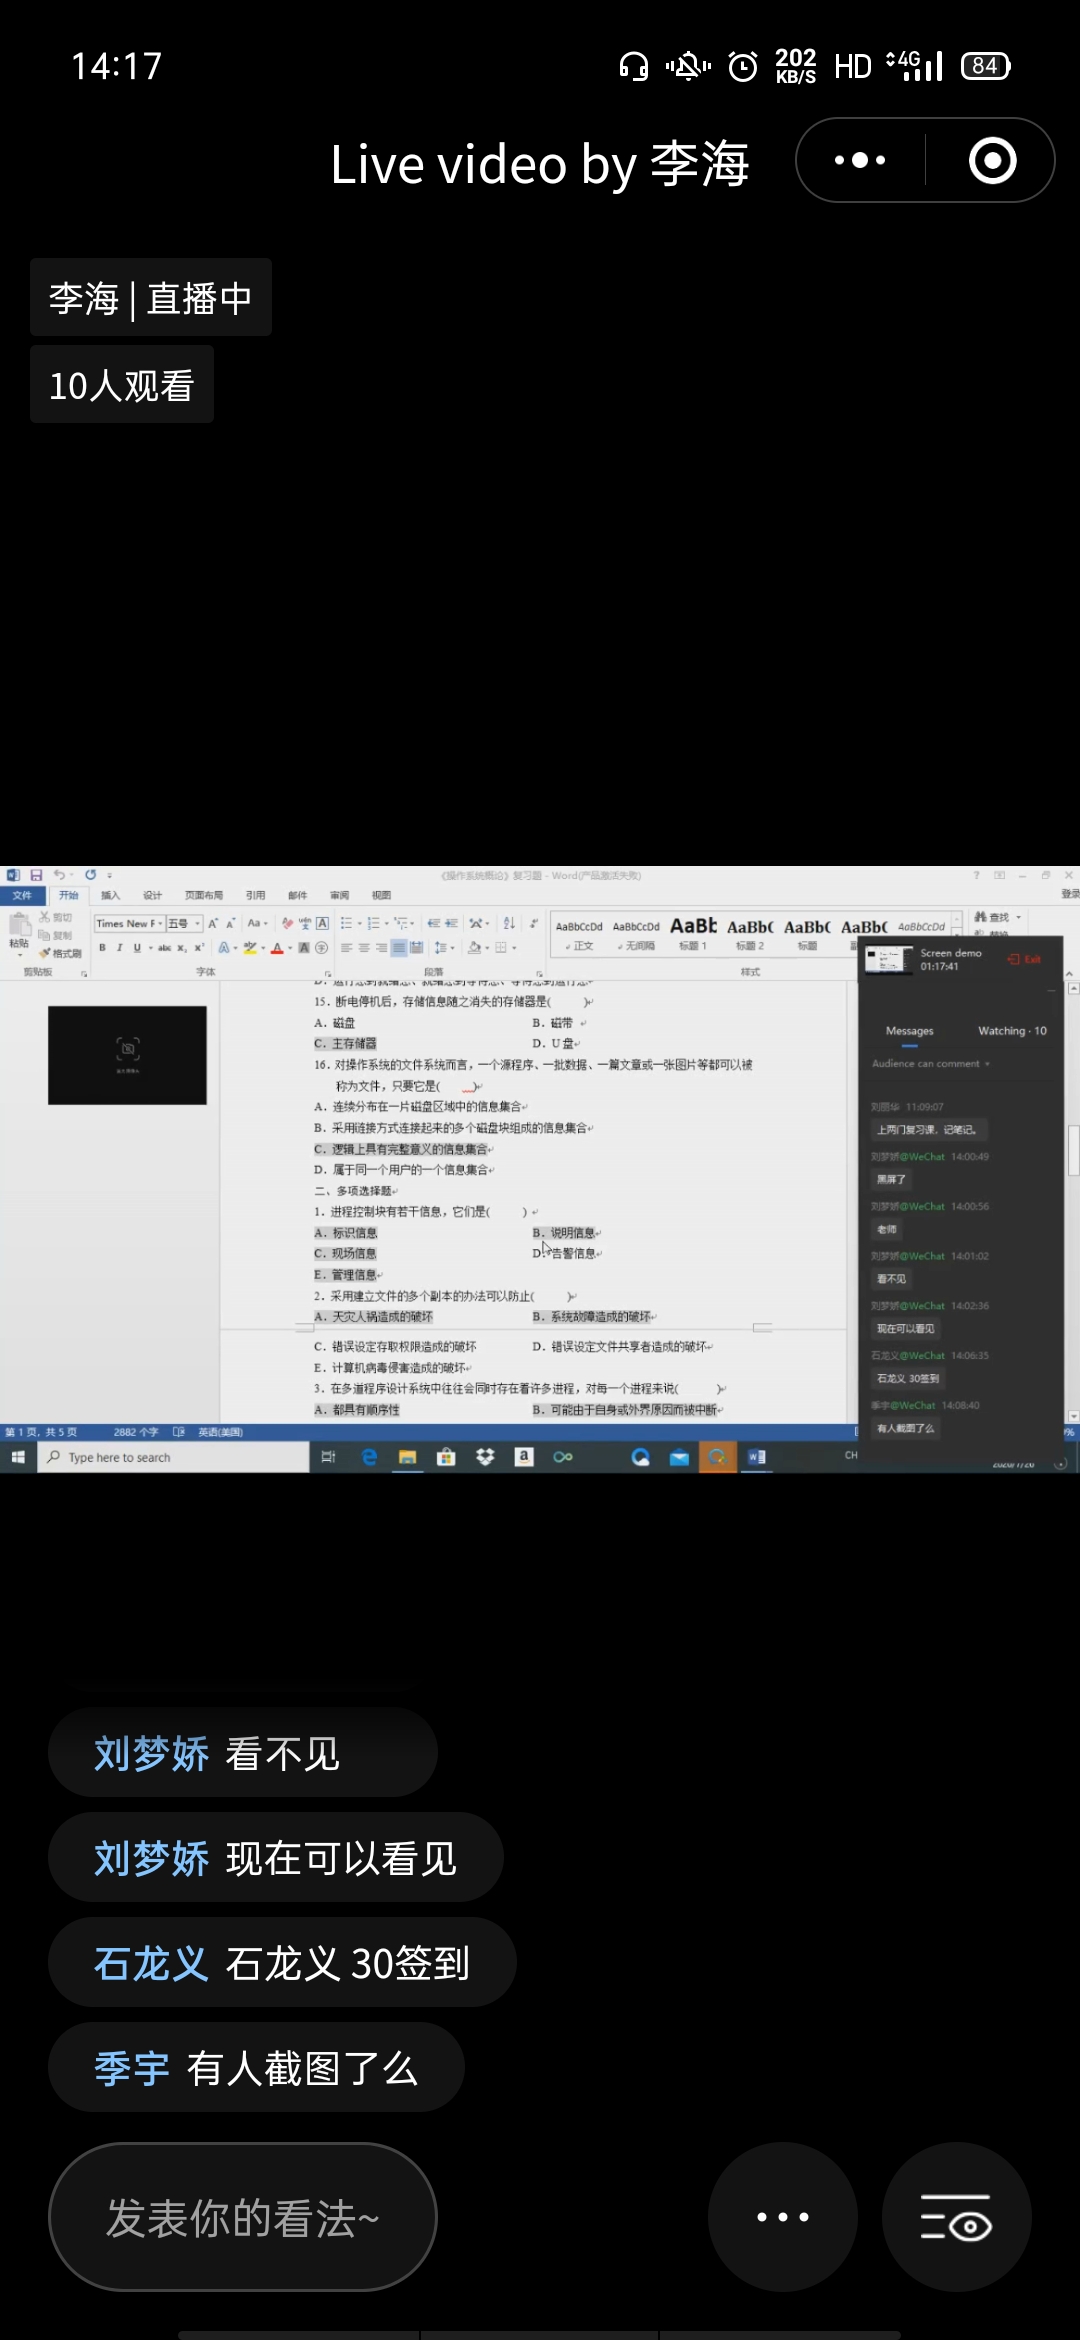 14:17
202 KB/S HD 4G 84
Live video by 李海
李海 | 直播中
10人观看
《操作系统概论》复习题 - Word(产品激活失败)
文件 开始 插入 设计 页面布局 引用 邮件 审阅 视图 登录
粘贴 剪切 复制 格式刷
Times New F 五号
AaBbCcDd AaBbCcDd AaBb AaBb( AaBb( AaBb( AaBbCcDd
正文 无间隔 标题 1 标题 2 标题
查找
剪贴板 字体 段落 样式
15. 断电停机后，存储信息随之消失的存储器是( )
A. 磁盘 B. 磁带
C. 主存储器 D. U 盘
16. 对操作系统的文件系统而言，一个源程序、一批数据、一篇文章或一张图片等都可以被
称为文件，只要它是( )
A. 连续分布在一片磁盘区域中的信息集合
B. 采用链接方式连接起来的多个磁盘块组成的信息集合
C. 逻辑上具有完整意义的信息集合
D. 属于同一个用户的一个信息集合
二、多项选择题
1. 进程控制块有若干信息，它们是( )
A. 标识信息 B. 说明信息
C. 现场信息 D. 告警信息
E. 管理信息
2. 采用建立文件的多个副本的办法可以防止( )
A. 天灾人祸造成的破坏 B. 系统故障造成的破坏
C. 错误设定存取权限造成的破坏 D. 错误设定文件共享者造成的破坏
E. 计算机病毒侵害造成的破坏
3. 在多道程序设计系统中往往会同时存在着许多进程，对每一个进程来说( )
A. 都具有顺序性 B. 可能由于自身或外界原因而被中断
Screen demo
01:17:41
Exit
Messages Watching · 10
Audience can comment
刘丽华 11:09:07
上两门复习课，记笔记。
刘梦娇@WeChat 14:00:49
黑屏了
刘梦娇@WeChat 14:00:56
老师
刘梦娇@WeChat 14:01:02
看不见
刘梦娇@WeChat 14:02:36
现在可以看见
石龙义@WeChat 14:06:35
石龙义 30签到
季宇@WeChat 14:08:40
有人截图了么
第 1 页，共 5 页 2882 个字 英语(美国)
Type here to search
CH
刘梦娇 看不见
刘梦娇 现在可以看见
石龙义 石龙义 30签到
季宇 有人截图了么
发表你的看法~